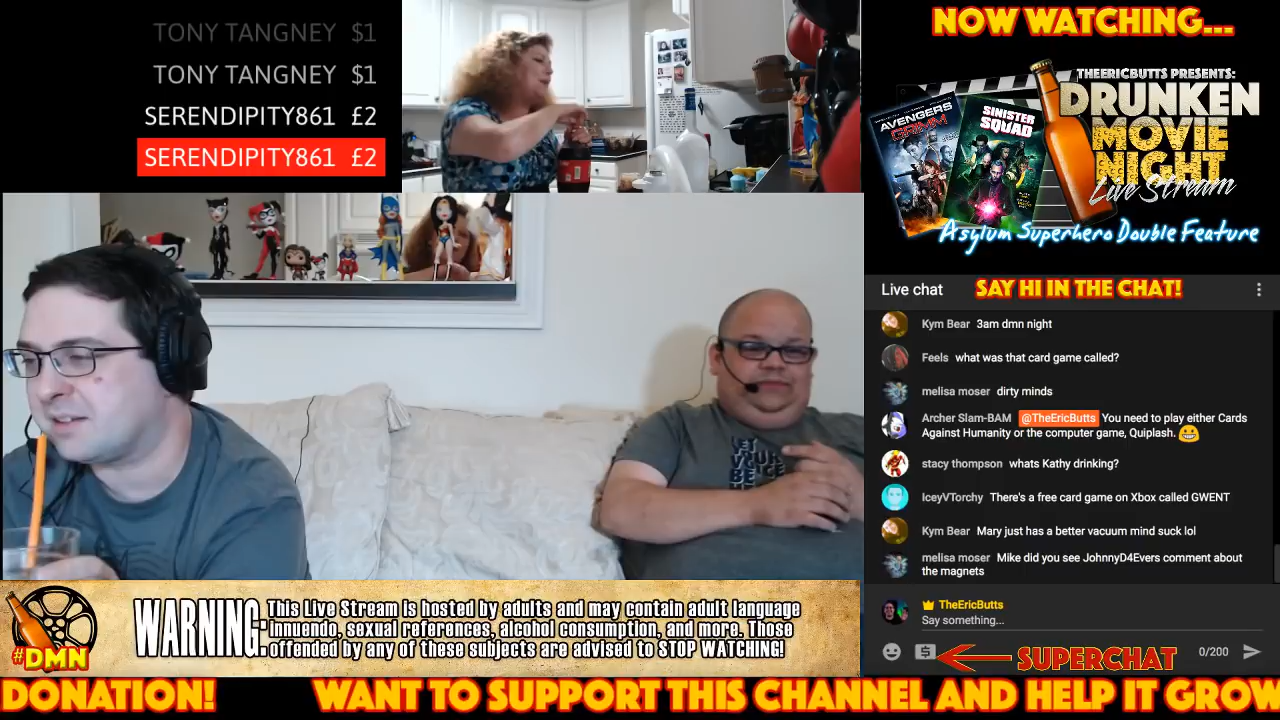 TONY TANGNEY $1
TONY TANGNEY $1
SERENDIPITY861 £2
SERENDIPITY861 £2
NOW WATCHING...
THEERICBUTTS PRESENTS:
DRUNKEN
MOVIE
NIGHT
Live Stream
AVENGERS
GRIMM
SINISTER
SQUAD
Asylum Superhero Double Feature
Live chat
SAY HI IN THE CHAT!
Kym Bear 3am dmn night
Feels what was that card game called?
melisa moser dirty minds
Archer Slam-BAM @TheEricButts You need to play either Cards
Against Humanity or the computer game, Quiplash. 😀
stacy thompson whats Kathy drinking?
IceyVTorchy There's a free card game on Xbox called GWENT
Kym Bear Mary just has a better vacuum mind suck lol
melisa moser Mike did you see JohnnyD4Evers comment about
the magnets
TheEricButts
Say something...
SUPERCHAT
0/200
#DMN
WARNING:
This Live Stream is hosted by adults and may contain adult language
innuendo, sexual references, alcohol consumption, and more. Those
offended by any of these subjects are advised to STOP WATCHING!
DONATION! WANT TO SUPPORT THIS CHANNEL AND HELP IT GROW